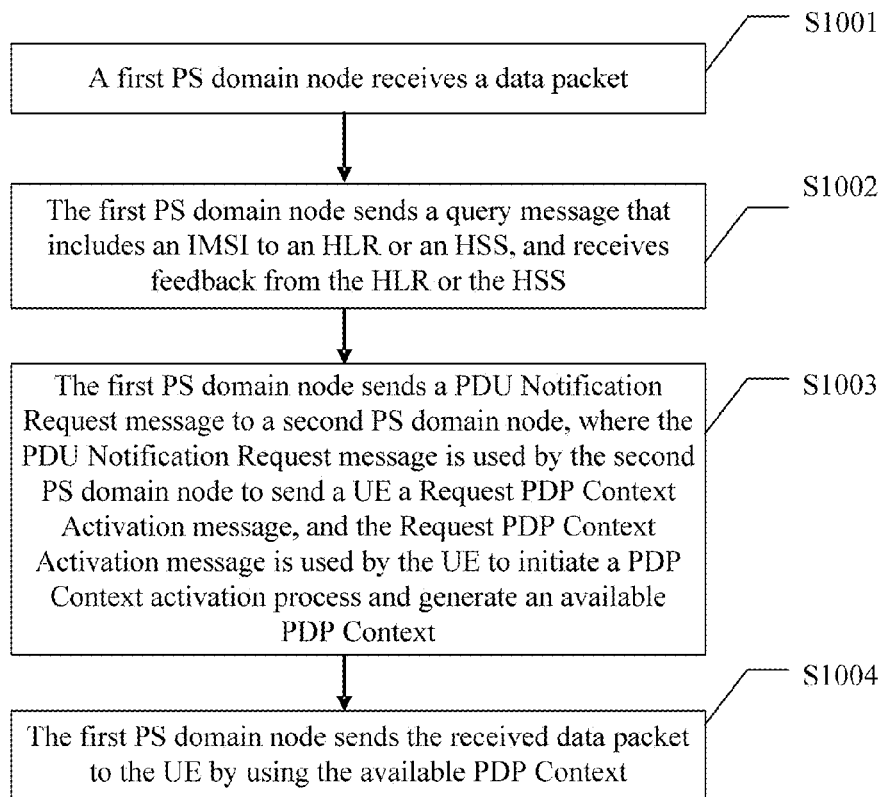 S1001
A first PS domain node receives a data packet
S1002
The first PS domain node sends a query message that
includes an IMSI to an HLR or an HSS, and receives
feedback from the HLR or the HSS
S1003
The first PS domain node sends a PDU Notification
Request message to a second PS domain node, where the
PDU Notification Request message is used by the second
PS domain node to send a UE a Request PDP Context
Activation message, and the Request PDP Context
Activation message is used by the UE to initiate a PDP
Context activation process and generate an available
PDP Context
S1004
The first PS domain node sends the received data packet
to the UE by using the available PDP Context